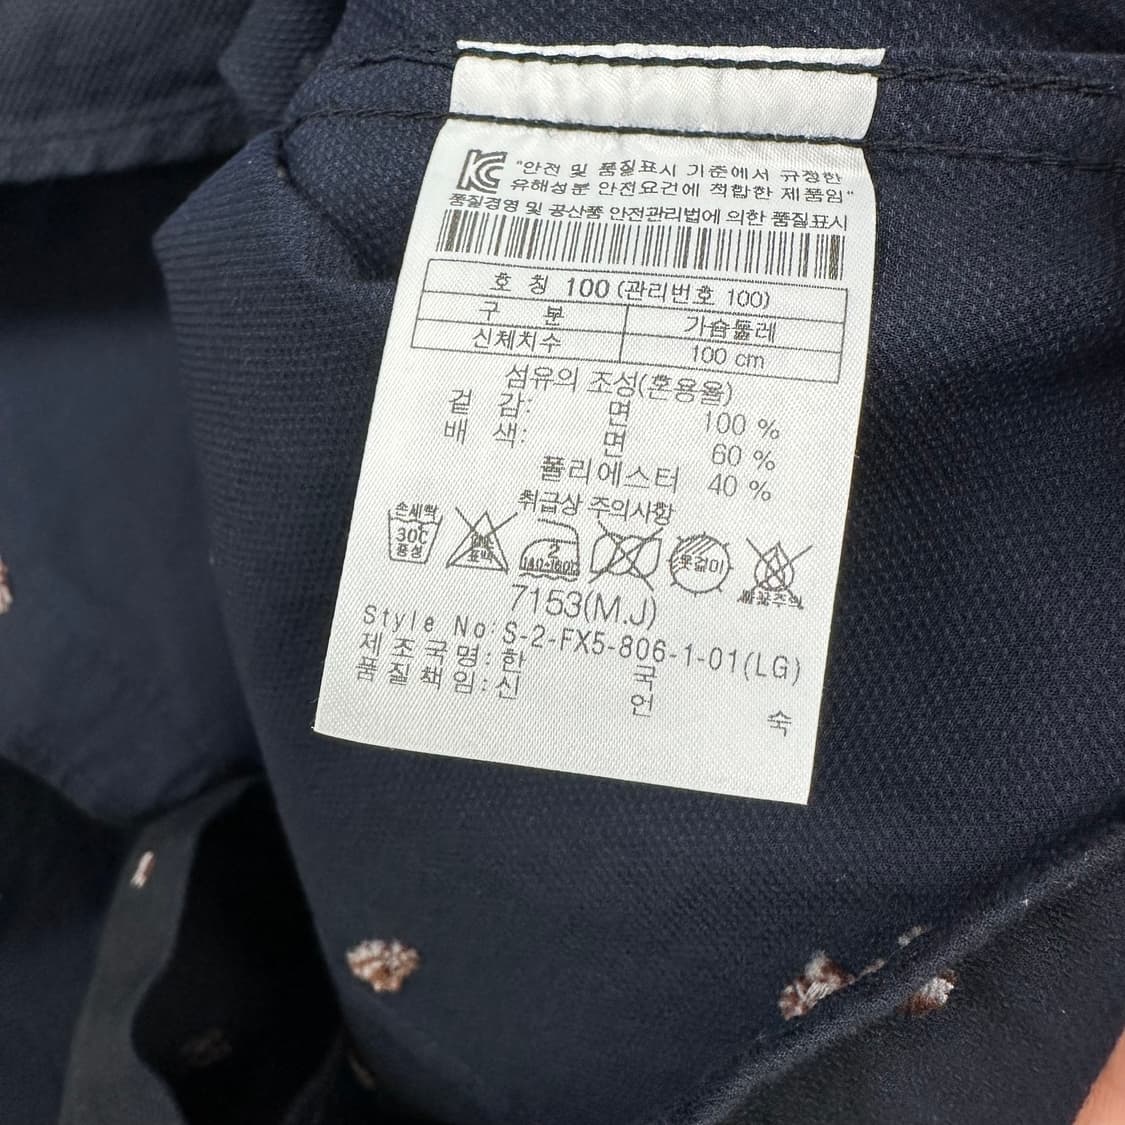 KC "안전 및 품질표시 기준에서 규정한
유해성분 안전요건에 적합한 제품임"
품질경영 및 공산품 안전관리법에 의한 품질표시
호 칭 100 (관리번호 100)
구 분 가슴둘레
신체치수 100 cm
섬유의 조성(혼용율)
겉 감: 면 100 %
배 색: 면 60 %
폴리에스터 40 %
취급상 주의사항
손세탁
30℃
중성
2
140~160℃
7153(M.J)
Style No:S-2-FX5-806-1-01(LG)
제조국명:한 국
품질책임:신 언 숙